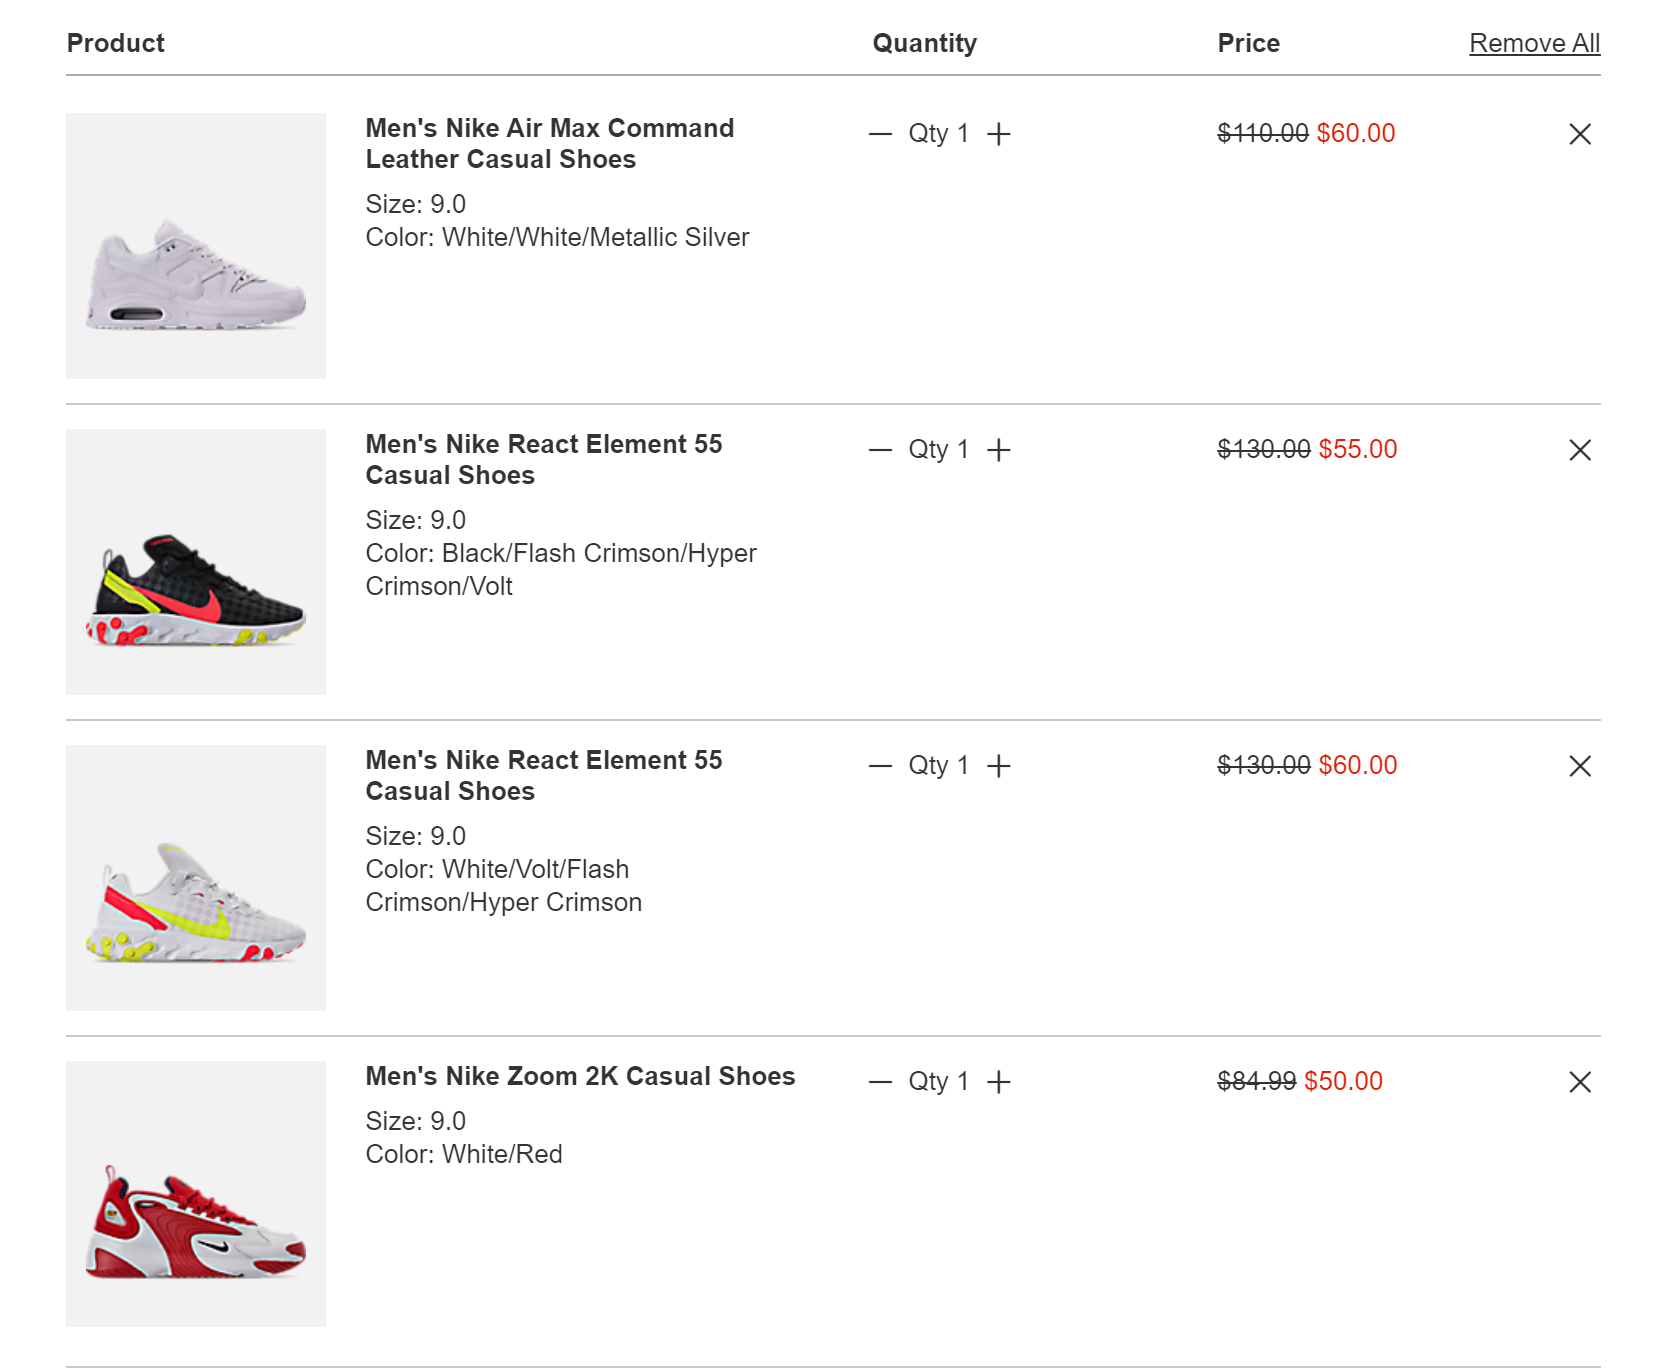 Product Quantity Price Remove All
Men's Nike Air Max Command
Leather Casual Shoes
Qty 1 $110.00 $60.00
Size: 9.0
Color: White/White/Metallic Silver
Men's Nike React Element 55
Casual Shoes
Qty 1 $130.00 $55.00
Size: 9.0
Color: Black/Flash Crimson/Hyper
Crimson/Volt
Men's Nike React Element 55
Casual Shoes
Qty 1 $130.00 $60.00
Size: 9.0
Color: White/Volt/Flash
Crimson/Hyper Crimson
Men's Nike Zoom 2K Casual Shoes
Qty 1 $84.99 $50.00
Size: 9.0
Color: White/Red